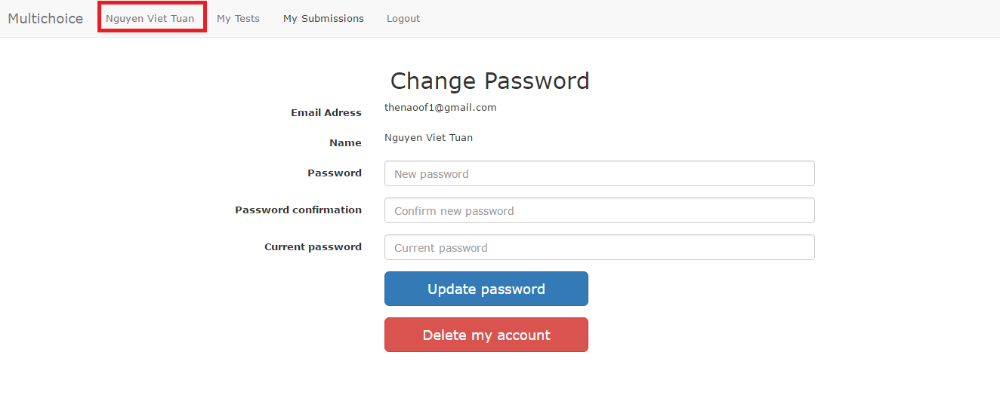 Multichoice Nguyen Viet Tuan My Tests My Submissions Logout
Change Password
Email Adress thenaoof1@gmail.com
Name Nguyen Viet Tuan
Password New password
Password confirmation Confirm new password
Current password Current password
Update password
Delete my account